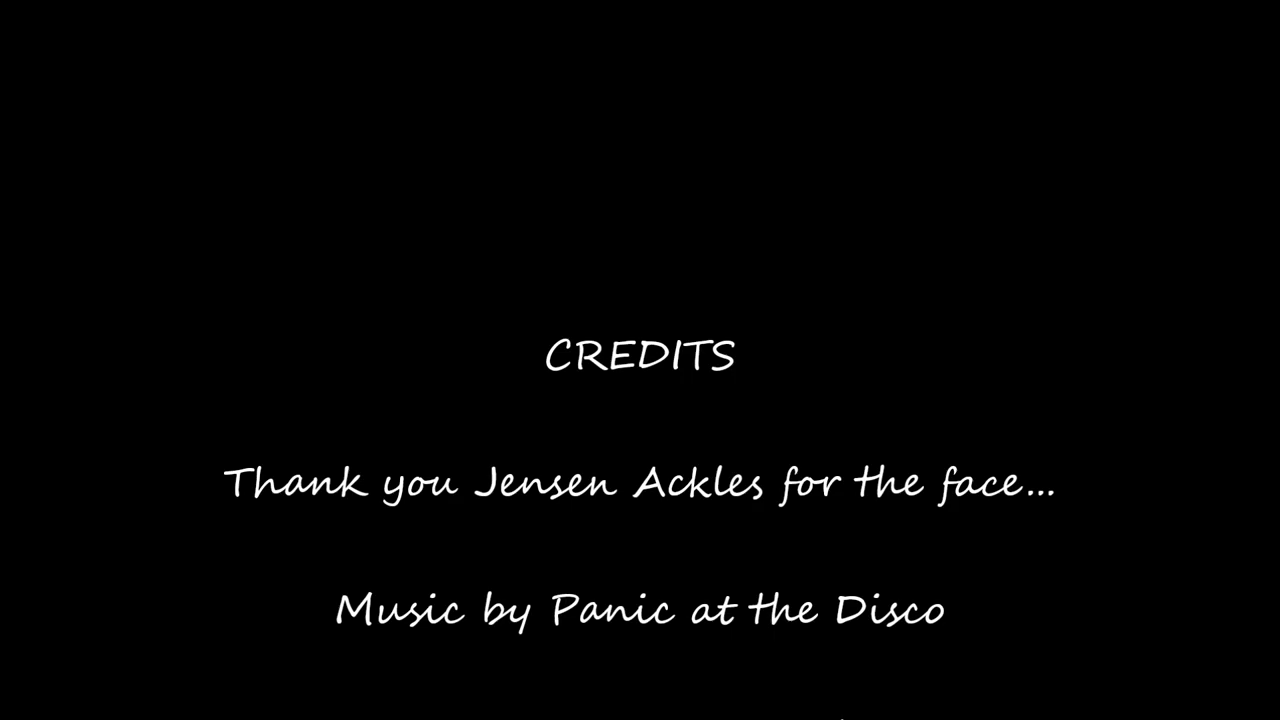 CREDITS
Thank you Jensen Ackles for the face...
Music by Panic at the Disco